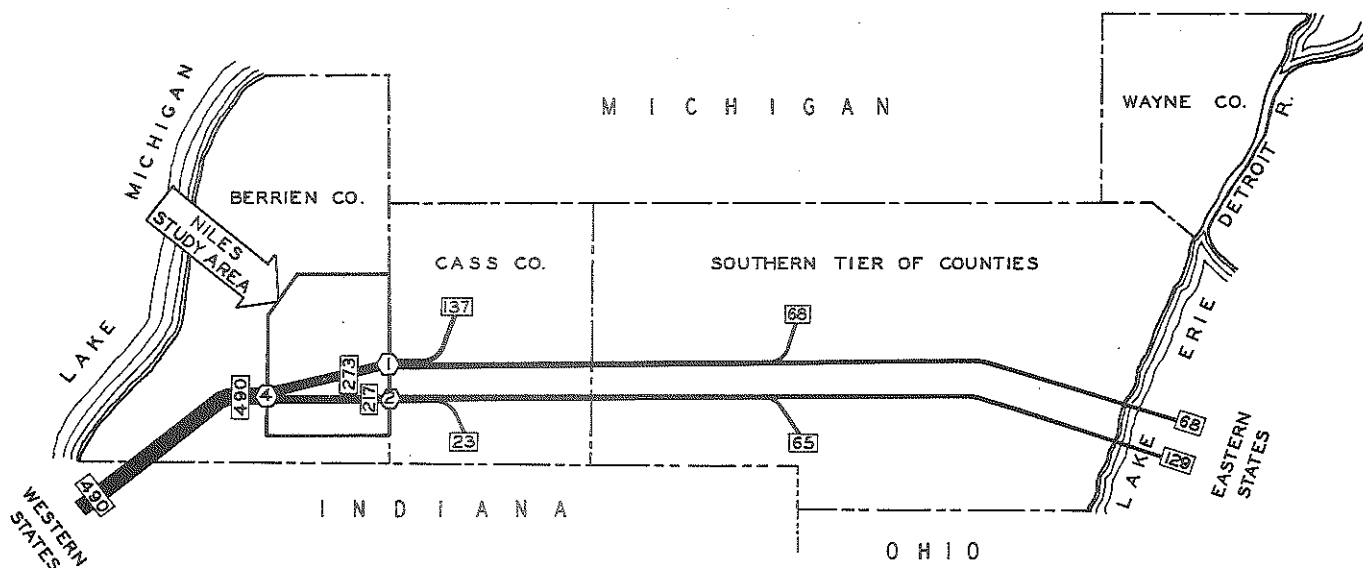 MICHIGAN
WAYNE CO.
LAKE MICHIGAN
DETROIT R.
BERRIEN CO.
NILES
STUDY AREA
CASS CO.
SOUTHERN TIER OF COUNTIES
137
68
1
273
4
490
217
2
23
65
68
129
LAKE ERIE
EASTERN
STATES
490
WESTERN
STATES
INDIANA
OHIO